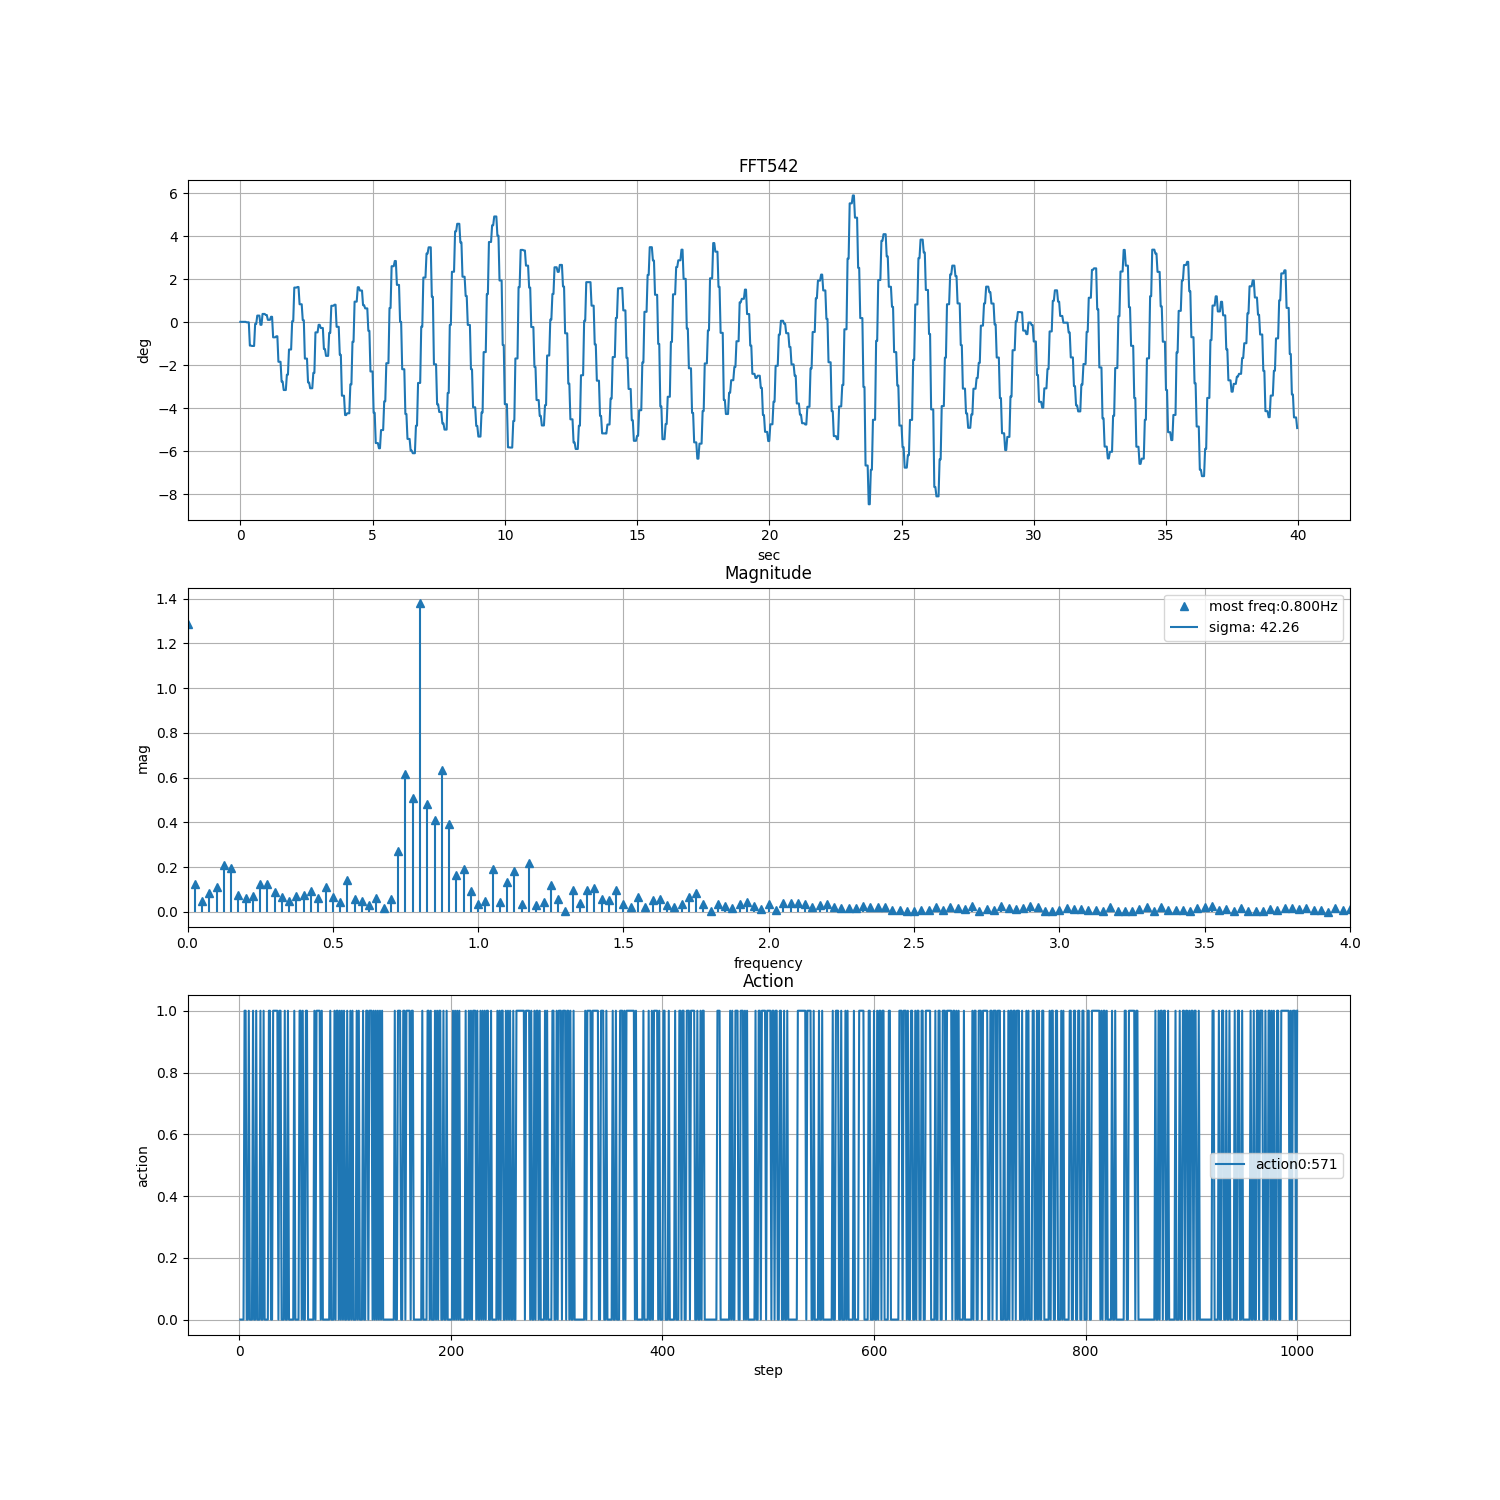 FFT542
6
4
2
0
−2
−4
−6
−8
deg
0 5 10 15 20 25 30 35 40
sec
Magnitude
1.4
1.2
1.0
0.8
0.6
0.4
0.2
0.0
mag
most freq:0.800Hz
sigma: 42.26
0.0 0.5 1.0 1.5 2.0 2.5 3.0 3.5 4.0
frequency
Action
1.0
0.8
0.6
0.4
0.2
0.0
action
action0:571
0 200 400 600 800 1000
step